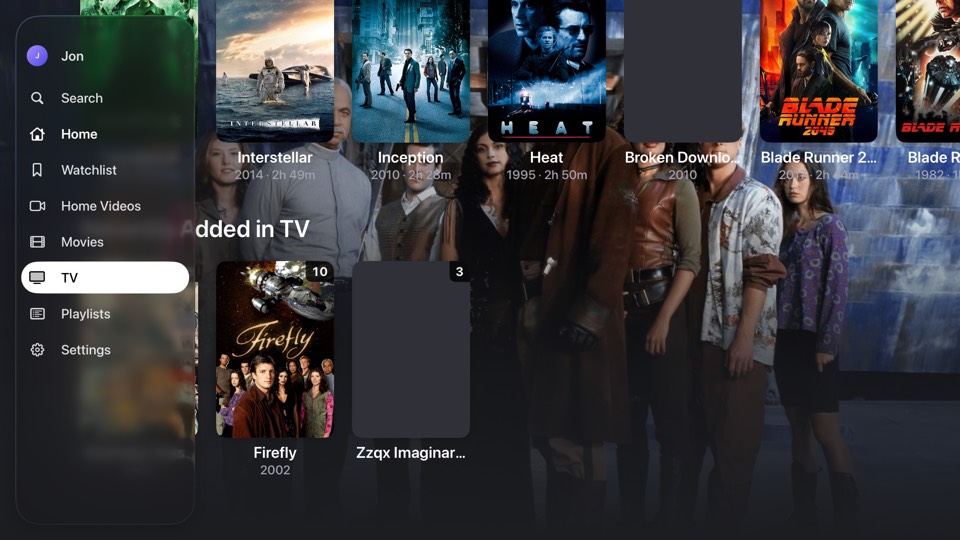 J
Jon
Search
Home
Watchlist
Home Videos
Movies
TV
Playlists
Settings
INTERSTELLAR
HEAT
BLADE
RUNNER
2049
Interstellar
2014 · 2h 49m
Inception
2010 · 2h 28m
Heat
1995 · 2h 50m
Broken Downlo...
2010
Blade Runner 2...
Blade R
1982 · 1
dded in TV
10
Firefly
3
Firefly
2002
Zzqx Imaginar...